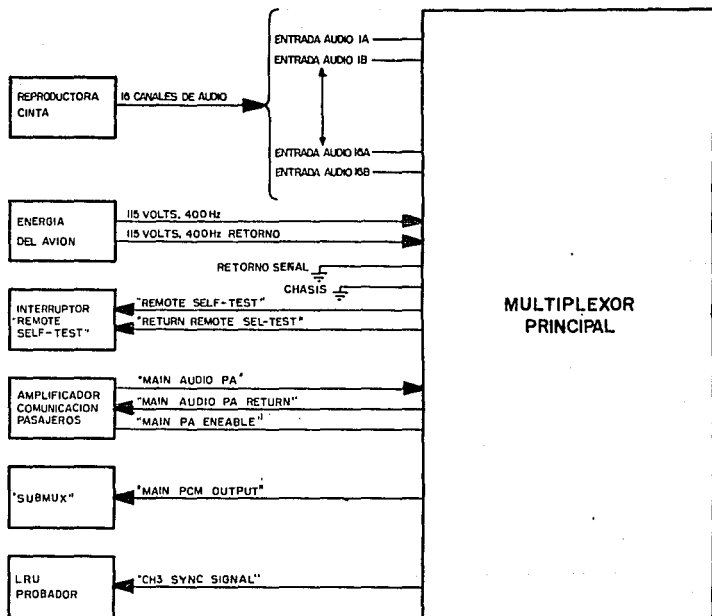 ENTRADA AUDIO 1A
ENTRADA AUDIO 1B
REPRODUCTORA
CINTA
16 CANALES DE AUDIO
ENTRADA AUDIO 16A
ENTRADA AUDIO 16B
ENERGIA
DEL AVION
115 VOLTS, 400Hz
115 VOLTS, 400Hz RETORNO
RETORNO SEÑAL
CHASIS
INTERRUPTOR
"REMOTE
SELF-TEST"
"REMOTE SELF-TEST"
"RETURN REMOTE SEL-TEST"
MULTIPLEXOR
PRINCIPAL
AMPLIFICADOR
COMUNICACION
PASAJEROS
"MAIN AUDIO PA"
"MAIN AUDIO PA RETURN"
"MAIN PA ENEABLE"
"SUBMUX"
"MAIN PCM OUTPUT"
LRU
PROBADOR
"CH3 SYNC SIGNAL"